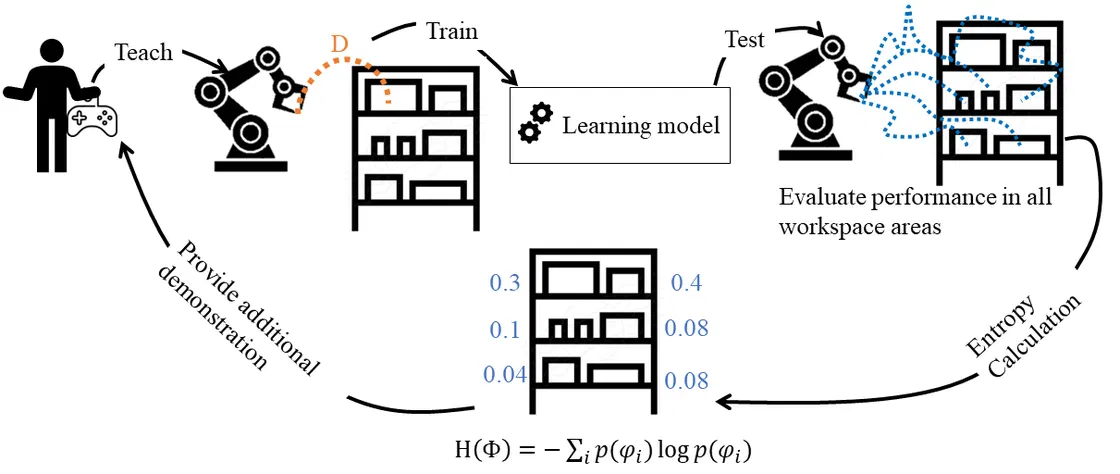 Teach
D
Train
Learning model
Test
Evaluate performance in all
workspace areas
Entropy
Calculation
0.3
0.4
0.1
0.08
0.04
0.08
Provide additional
demonstration
H(Φ) = − ∑ᵢ p(φᵢ) log p(φᵢ)